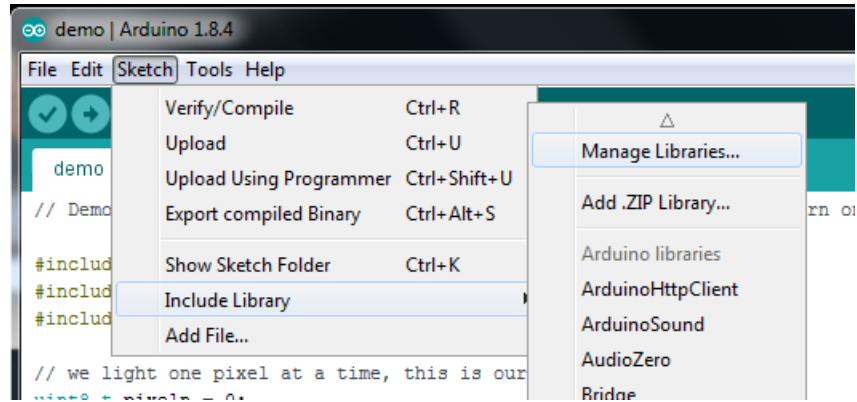 demo | Arduino 1.8.4
File Edit Sketch Tools Help
demo
Verify/Compile Ctrl+R
Upload Ctrl+U
Upload Using Programmer Ctrl+Shift+U
Export compiled Binary Ctrl+Alt+S
Show Sketch Folder Ctrl+K
Include Library
Add File...
Manage Libraries...
Add .ZIP Library...
Arduino libraries
ArduinoHttpClient
ArduinoSound
AudioZero
Bridge
// Demo
#includ
#includ
#includ
// we light one pixel at a time, this is our
uint8_t pixeln = 0;